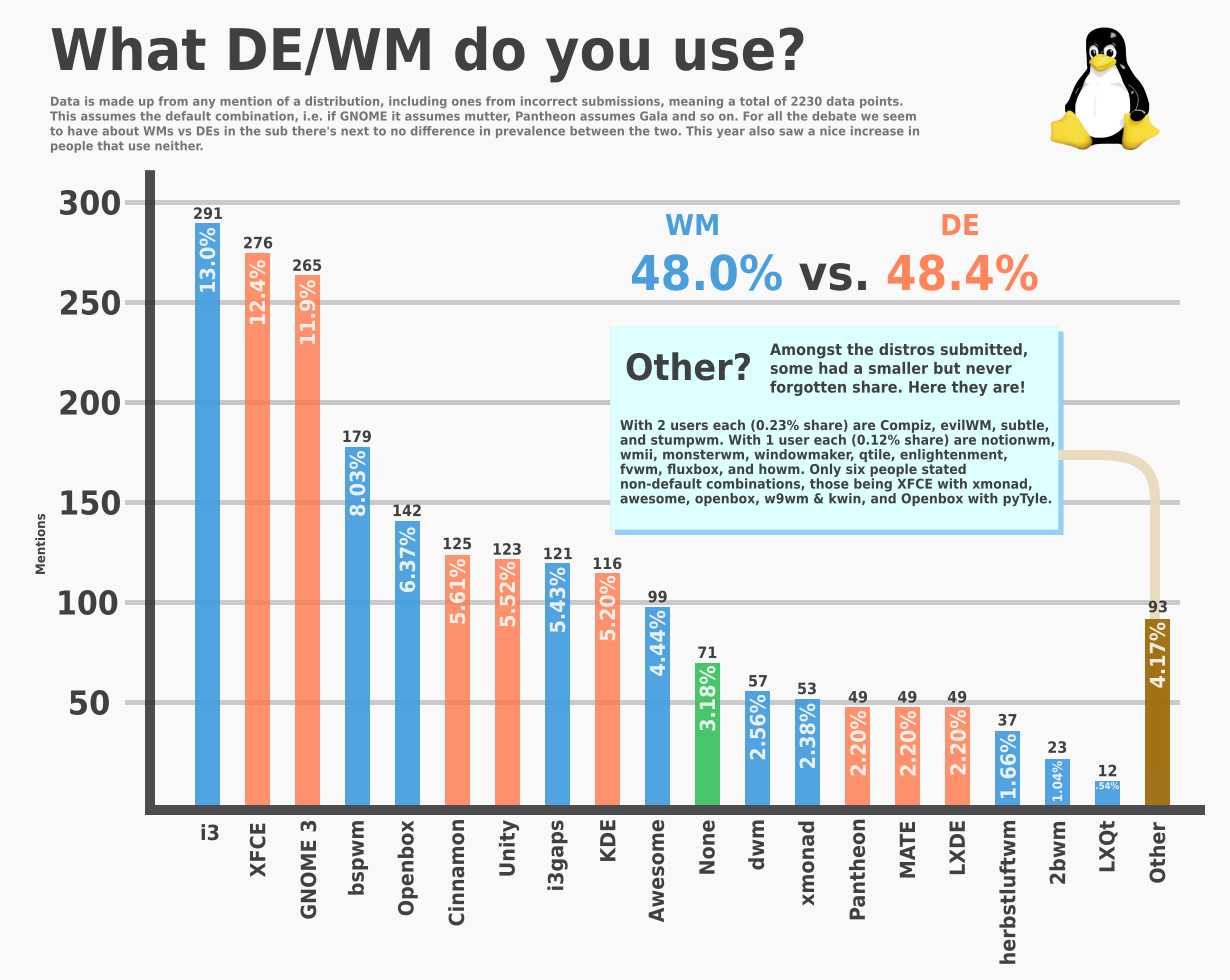 What DE/WM do you use?
Data is made up from any mention of a distribution, including ones from incorrect submissions, meaning a total of 2230 data points.
This assumes the default combination, i.e. if GNOME it assumes mutter, Pantheon assumes Gala and so on. For all the debate we seem
to have about WMs vs DEs in the sub there's next to no difference in prevalence between the two. This year also saw a nice increase in
people that use neither.
WM
DE
48.0% vs. 48.4%
Other?
Amongst the distros submitted,
some had a smaller but never
forgotten share. Here they are!
With 2 users each (0.23% share) are Compiz, evilWM, subtle,
and stumpwm. With 1 user each (0.12% share) are notionwm,
wmii, monsterwm, windowmaker, qtile, enlightenment,
fvwm, fluxbox, and howm. Only six people stated
non-default combinations, those being XFCE with xmonad,
awesome, openbox, w9wm & kwin, and Openbox with pyTyle.
Mentions
300
250
200
150
100
50
291
13.0%
i3
276
12.4%
XFCE
265
11.9%
GNOME 3
179
8.03%
bspwm
142
6.37%
Openbox
125
5.61%
Cinnamon
123
5.52%
Unity
121
5.43%
i3gaps
116
5.20%
KDE
99
4.44%
Awesome
71
3.18%
None
57
2.56%
dwm
53
2.38%
xmonad
49
2.20%
Pantheon
49
2.20%
MATE
49
2.20%
LXDE
37
1.66%
herbstluftwm
23
1.04%
2bwm
12
.54%
LXQt
93
4.17%
Other